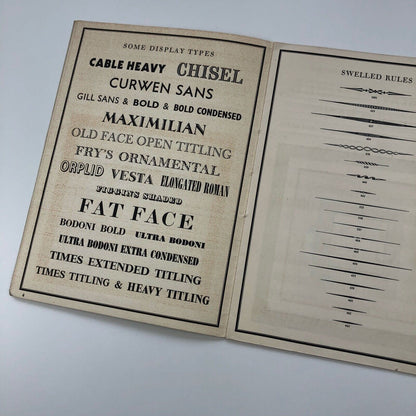 SOME DISPLAY TYPES
CABLE HEAVY CHISEL
CURWEN SANS
GILL SANS & BOLD & BOLD CONDENSED
MAXIMILIAN
OLD FACE OPEN TITLING
FRY'S ORNAMENTAL
ORPLID VESTA ELONGATED ROMAN
FIGGINS SHADED
FAT FACE
BODONI BOLD ULTRA BODONI
ULTRA BODONI EXTRA CONDENSED
TIMES EXTENDED TITLING
TIMES TITLING & HEAVY TITLING
SWELLED RULES